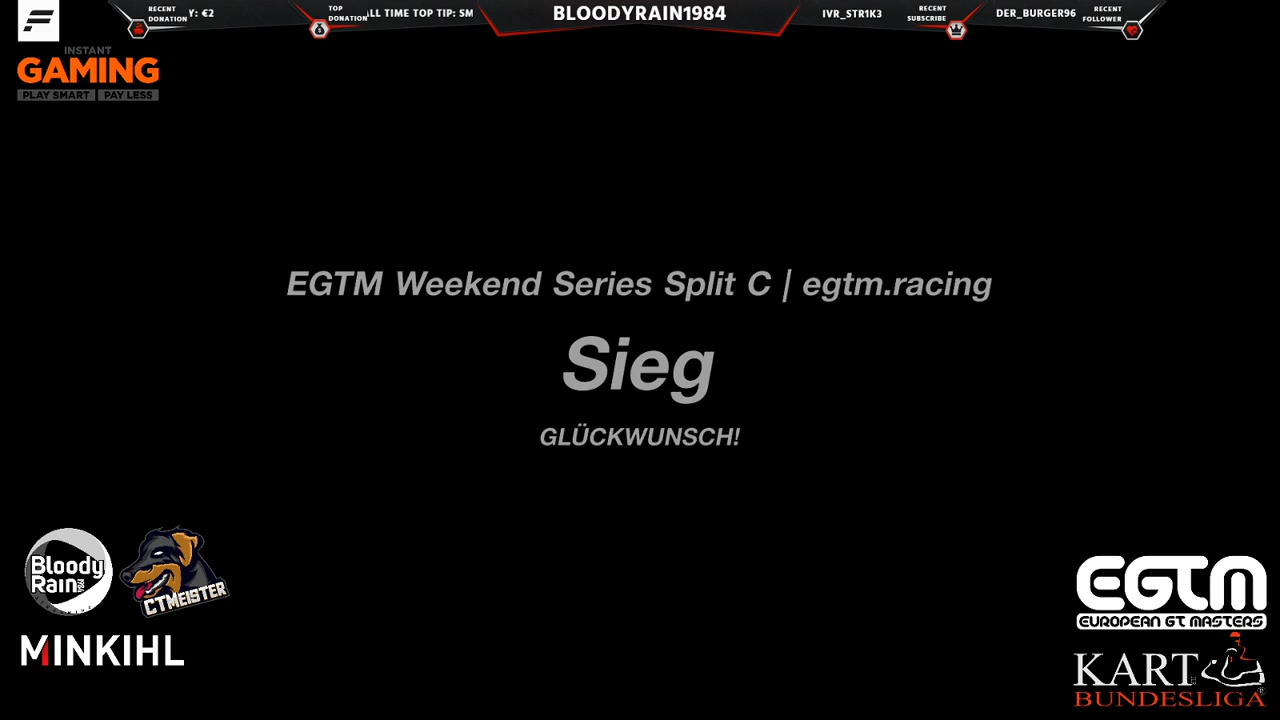 RECENT DONATION Y: €2
TOP DONATION ALL TIME TOP TIP: SM
BLOODYRAIN1984
IVR_STR1K3 RECENT SUBSCRIBE
DER_BURGER96 RECENT FOLLOWER
INSTANT
GAMING
PLAY SMART PAY LESS
EGTM Weekend Series Split C | egtm.racing
Sieg
GLÜCKWUNSCH!
Bloody
Rain 1984
CTMEISTER
MINKIHL
EGTM
EUROPEAN GT MASTERS
KART
BUNDESLIGA